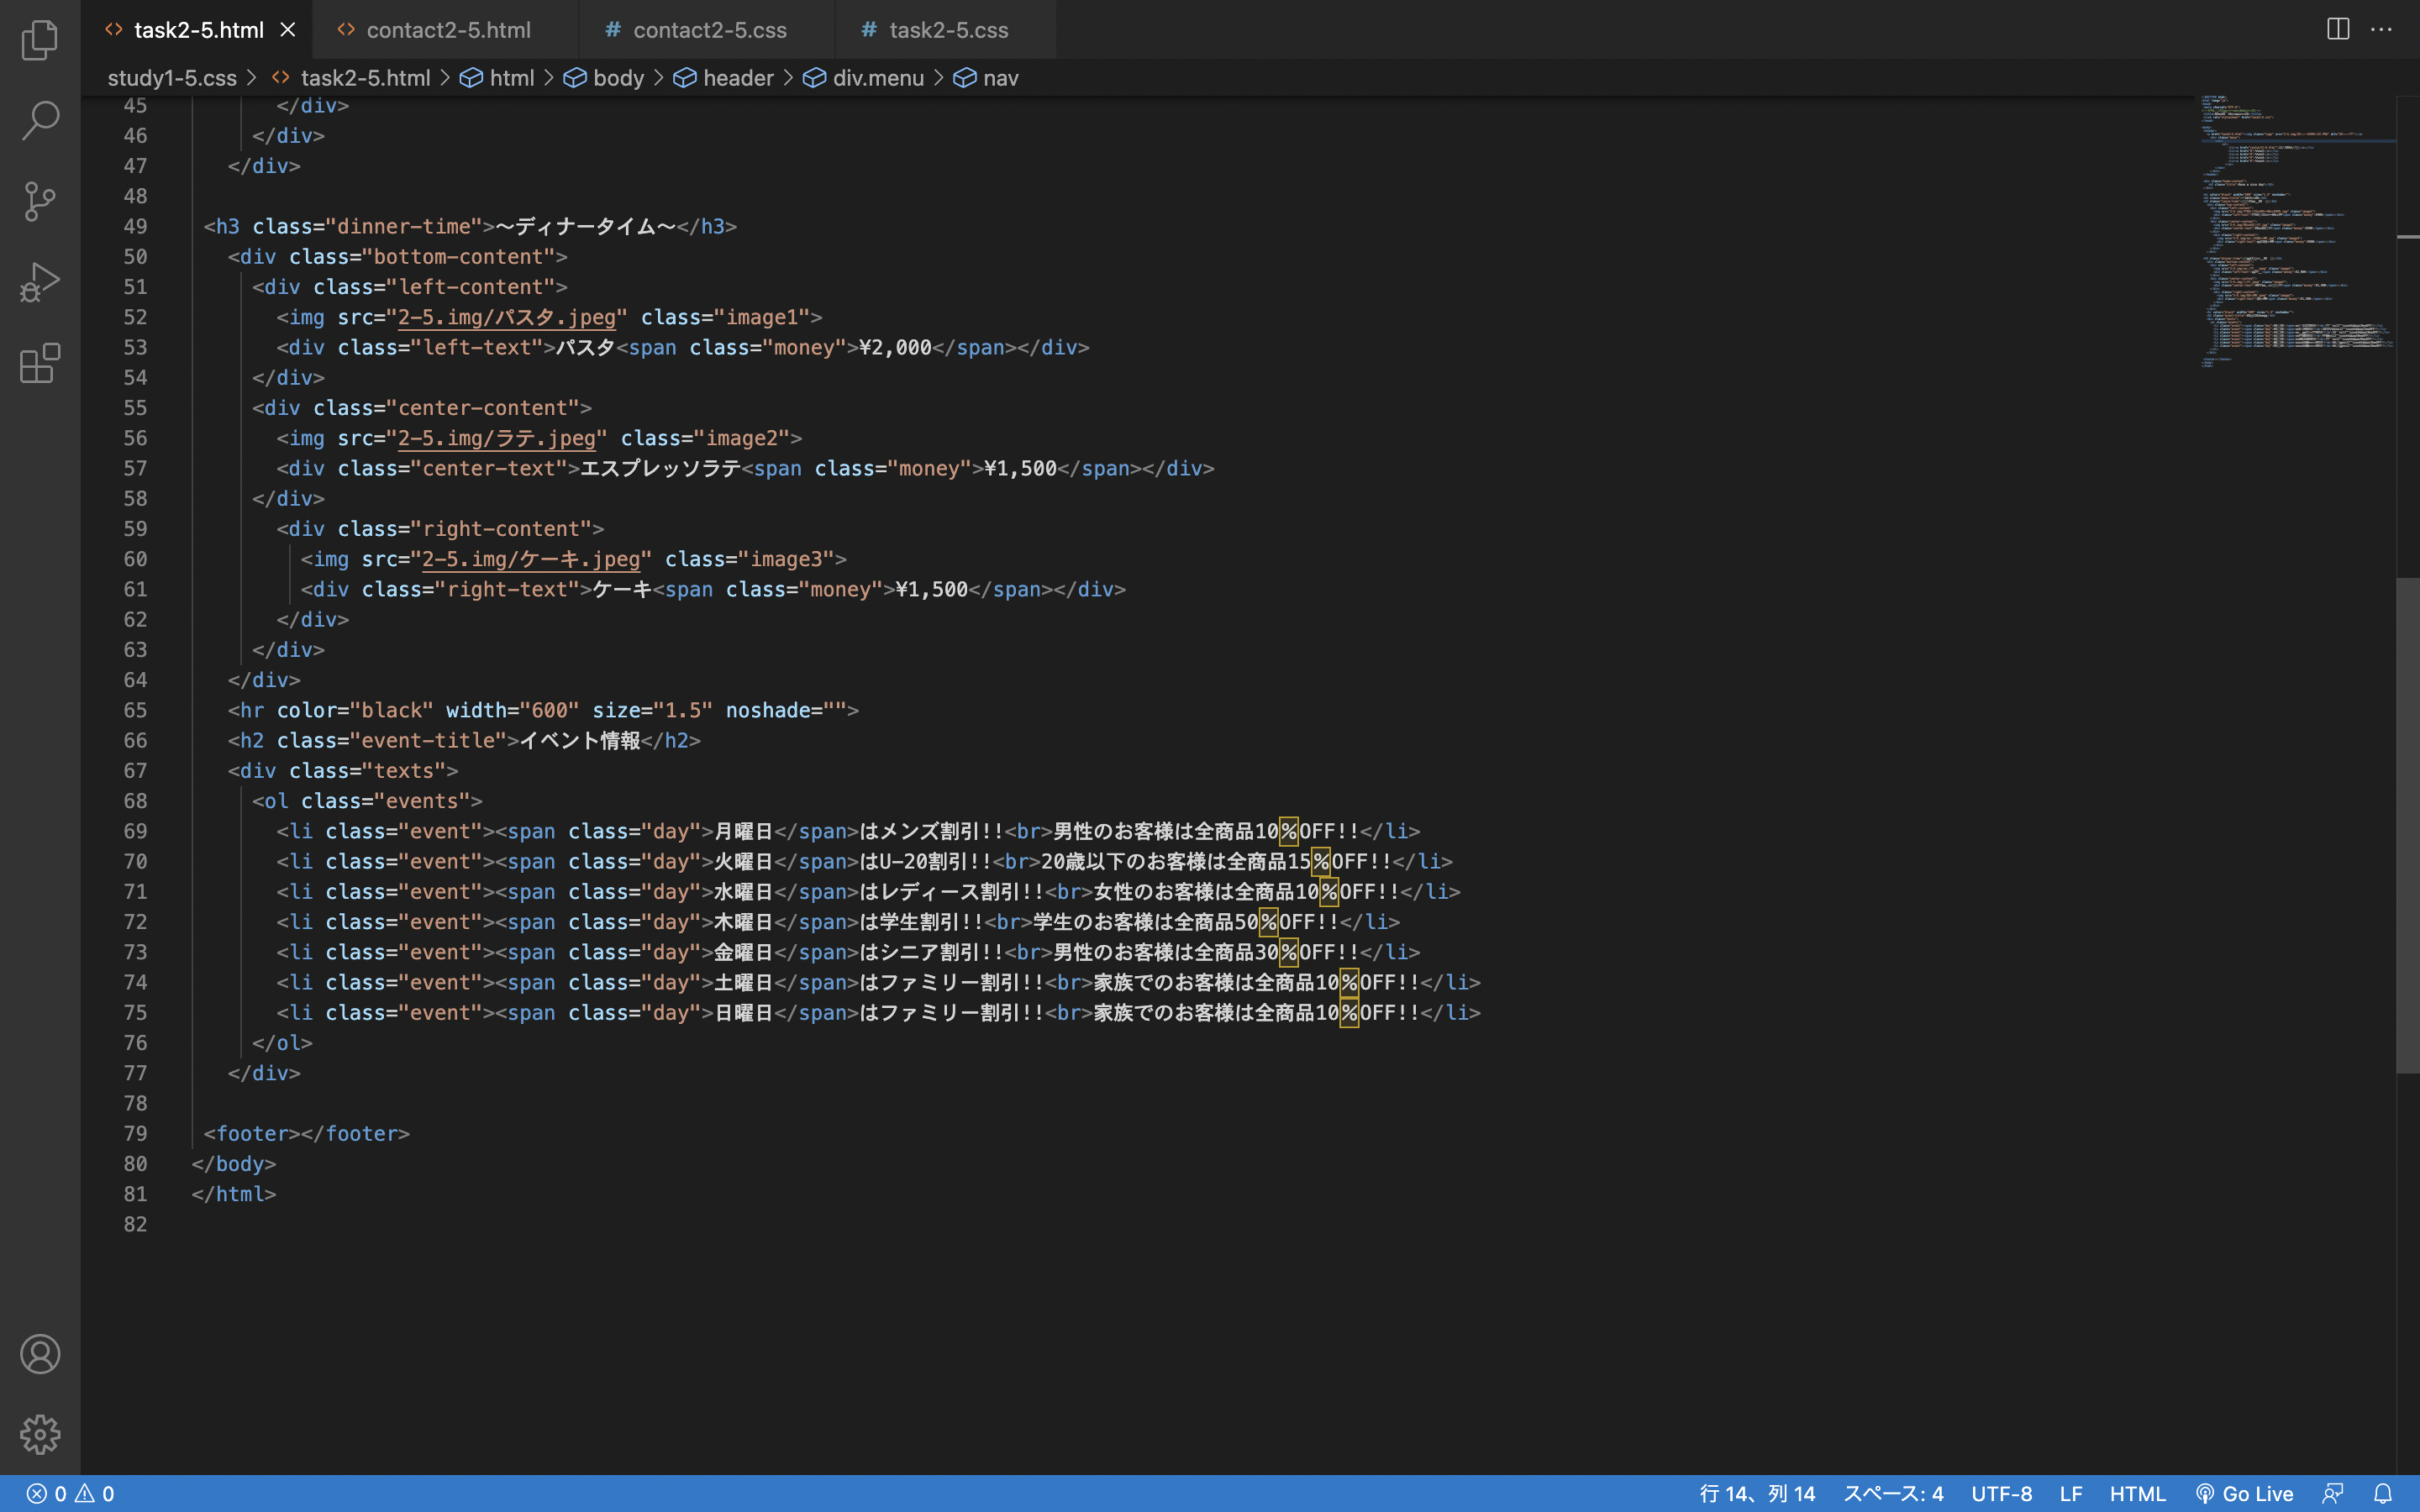 task2-5.html
contact2-5.html
contact2-5.css
task2-5.css
study1-5.css > task2-5.html > html > body > header > div.menu > nav
45 </div>
46 </div>
47 </div>
48
49 <h3 class="dinner-time">〜ディナータイム〜</h3>
50 <div class="bottom-content">
51 <div class="left-content">
52 <img src="2-5.img/パスタ.jpeg" class="image1">
53 <div class="left-text">パスタ<span class="money">¥2,000</span></div>
54 </div>
55 <div class="center-content">
56 <img src="2-5.img/ラテ.jpeg" class="image2">
57 <div class="center-text">エスプレッソラテ<span class="money">¥1,500</span></div>
58 </div>
59 <div class="right-content">
60 <img src="2-5.img/ケーキ.jpeg" class="image3">
61 <div class="right-text">ケーキ<span class="money">¥1,500</span></div>
62 </div>
63 </div>
64 </div>
65 <hr color="black" width="600" size="1.5" noshade="">
66 <h2 class="event-title">イベント情報</h2>
67 <div class="texts">
68 <ol class="events">
69 <li class="event"><span class="day">月曜日</span>はメンズ割引!!<br>男性のお客様は全商品10％OFF!!</li>
70 <li class="event"><span class="day">火曜日</span>はU-20割引!!<br>20歳以下のお客様は全商品15％OFF!!</li>
71 <li class="event"><span class="day">水曜日</span>はレディース割引!!<br>女性のお客様は全商品10％OFF!!</li>
72 <li class="event"><span class="day">木曜日</span>は学生割引!!<br>学生のお客様は全商品50％OFF!!</li>
73 <li class="event"><span class="day">金曜日</span>はシニア割引!!<br>男性のお客様は全商品30％OFF!!</li>
74 <li class="event"><span class="day">土曜日</span>はファミリー割引!!<br>家族でのお客様は全商品10％OFF!!</li>
75 <li class="event"><span class="day">日曜日</span>はファミリー割引!!<br>家族でのお客様は全商品10％OFF!!</li>
76 </ol>
77 </div>
78
79 <footer></footer>
80 </body>
81 </html>
82
0 0 行 14、列 14 スペース: 4 UTF-8 LF HTML Go Live